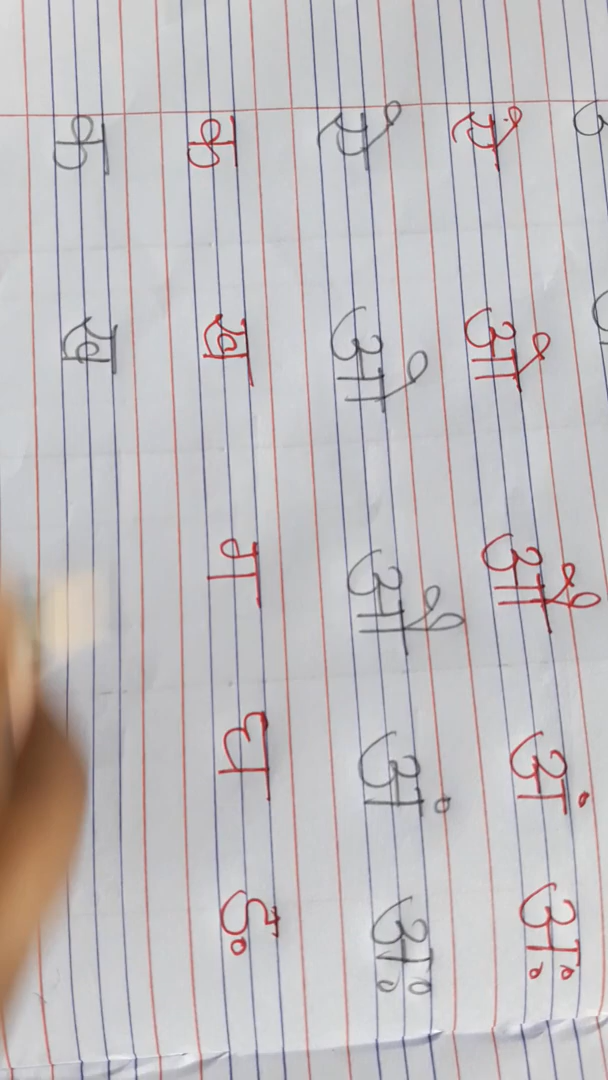 ऐ ओ औ अं अः
ऐ ओ औ अं अः
क ख ग घ ङ
क ख